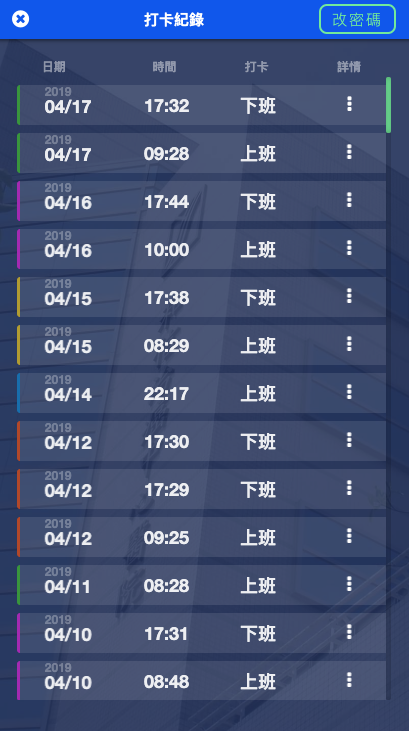 打卡紀錄 改密碼
日期 時間 打卡 詳情
2019
04/17 17:32 下班
2019
04/17 09:28 上班
2019
04/16 17:44 下班
2019
04/16 10:00 上班
2019
04/15 17:38 下班
2019
04/15 08:29 上班
2019
04/14 22:17 上班
2019
04/12 17:30 下班
2019
04/12 17:29 下班
2019
04/12 09:25 上班
2019
04/11 08:28 上班
2019
04/10 17:31 下班
2019
04/10 08:48 上班